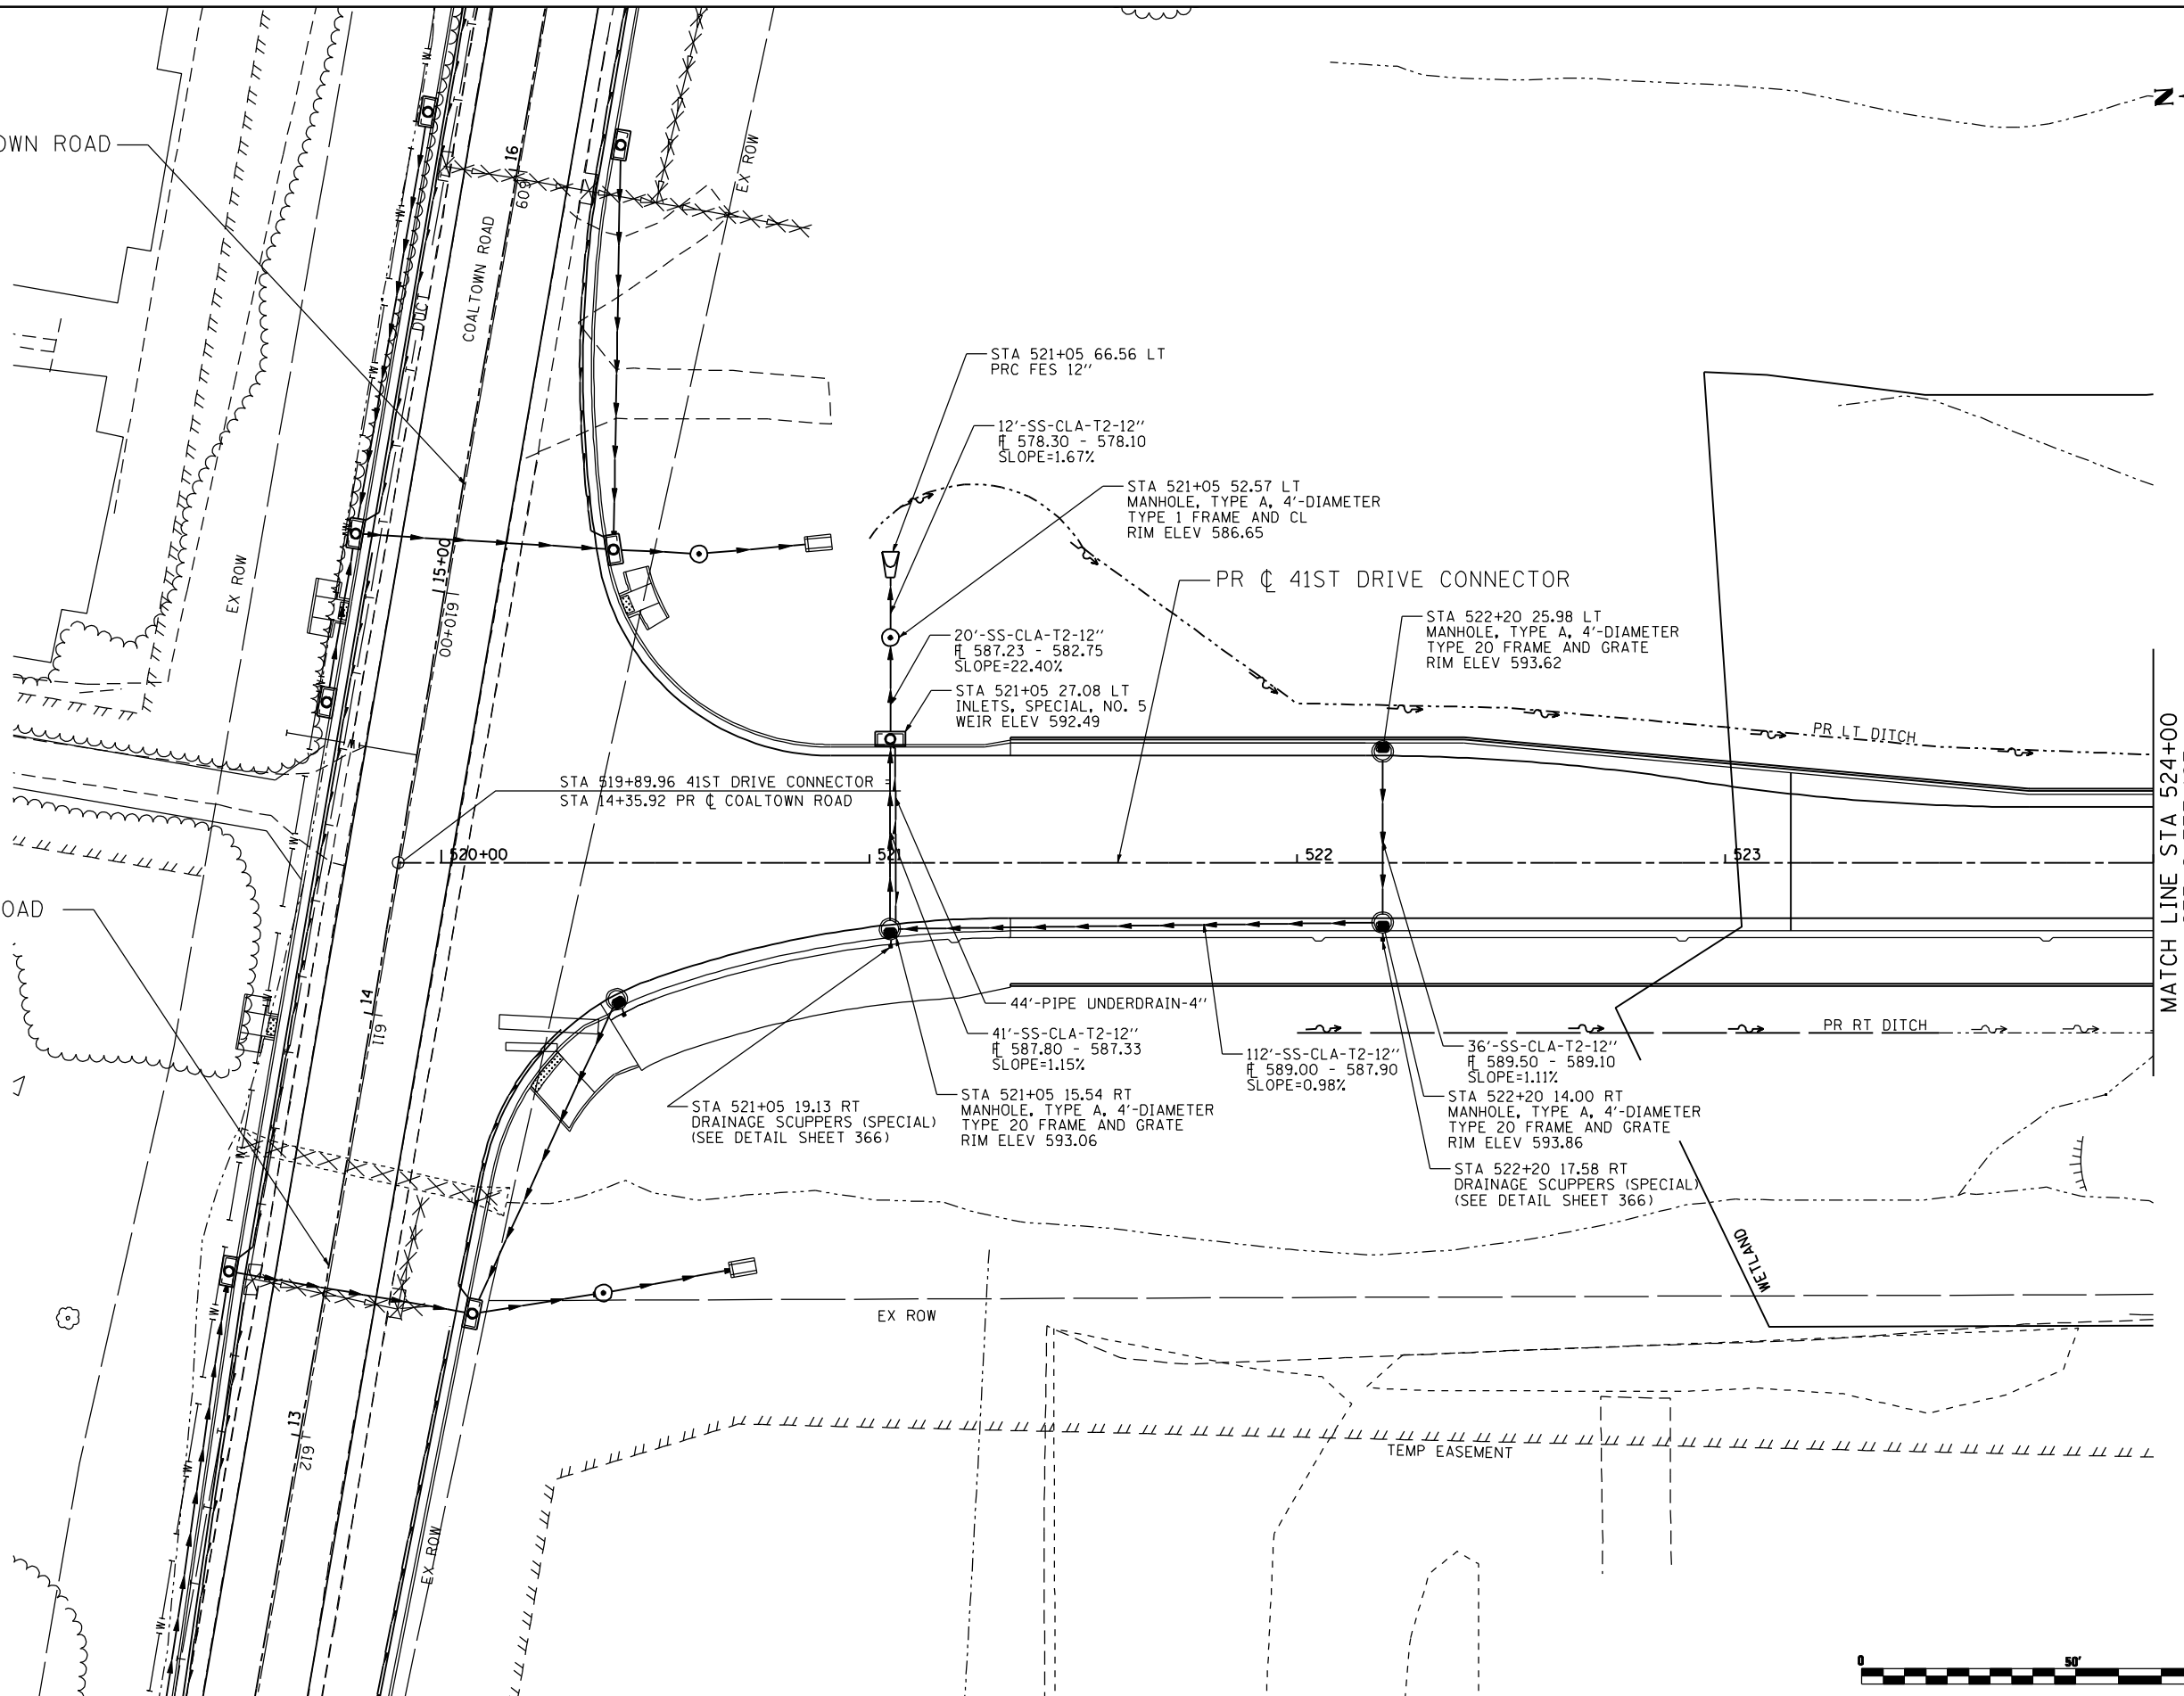 OWN ROAD
16
609
EX ROW
COALTOWN ROAD
DUCT
STA 521+05 66.56 LT
PRC FES 12"
12'-SS-CLA-T2-12"
FL 578.30 - 578.10
SLOPE=1.67%
STA 521+05 52.57 LT
MANHOLE, TYPE A, 4'-DIAMETER
TYPE 1 FRAME AND CL
RIM ELEV 586.65
15+00
610+00
EX ROW
PR ℄ 41ST DRIVE CONNECTOR
STA 522+20 25.98 LT
MANHOLE, TYPE A, 4'-DIAMETER
TYPE 20 FRAME AND GRATE
RIM ELEV 593.62
20'-SS-CLA-T2-12"
FL 587.23 - 582.75
SLOPE=22.40%
STA 521+05 27.08 LT
INLETS, SPECIAL, NO. 5
WEIR ELEV 592.49
PR LT DITCH
STA 519+89.96 41ST DRIVE CONNECTOR =
STA 14+35.92 PR ℄ COALTOWN ROAD
520+00
521
522
523
MATCH LINE STA 524+00
OAD
14
611
44'-PIPE UNDERDRAIN-4"
41'-SS-CLA-T2-12"
FL 587.80 - 587.33
SLOPE=1.15%
112'-SS-CLA-T2-12"
FL 589.00 - 587.90
SLOPE=0.98%
36'-SS-CLA-T2-12"
FL 589.50 - 589.10
SLOPE=1.11%
PR RT DITCH
STA 521+05 19.13 RT
DRAINAGE SCUPPERS (SPECIAL)
(SEE DETAIL SHEET 366)
STA 521+05 15.54 RT
MANHOLE, TYPE A, 4'-DIAMETER
TYPE 20 FRAME AND GRATE
RIM ELEV 593.06
STA 522+20 14.00 RT
MANHOLE, TYPE A, 4'-DIAMETER
TYPE 20 FRAME AND GRATE
RIM ELEV 593.86
STA 522+20 17.58 RT
DRAINAGE SCUPPERS (SPECIAL)
(SEE DETAIL SHEET 366)
WETLAND
EX ROW
13
612
TEMP EASEMENT
EX ROW
0
50'
N